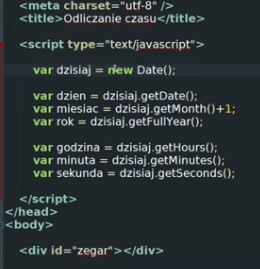 <meta charset="utf-8" />
<title>Odliczanie czasu</title>
<script type="text/javascript">
var dzisiaj = new Date();
var dzien = dzisiaj.getDate();
var miesiac = dzisiaj.getMonth()+1;
var rok = dzisiaj.getFullYear();
var godzina = dzisiaj.getHours();
var minuta = dzisiaj.getMinutes();
var sekunda = dzisiaj.getSeconds();
</script>
</head>
<body>
<div id="zegar"></div>